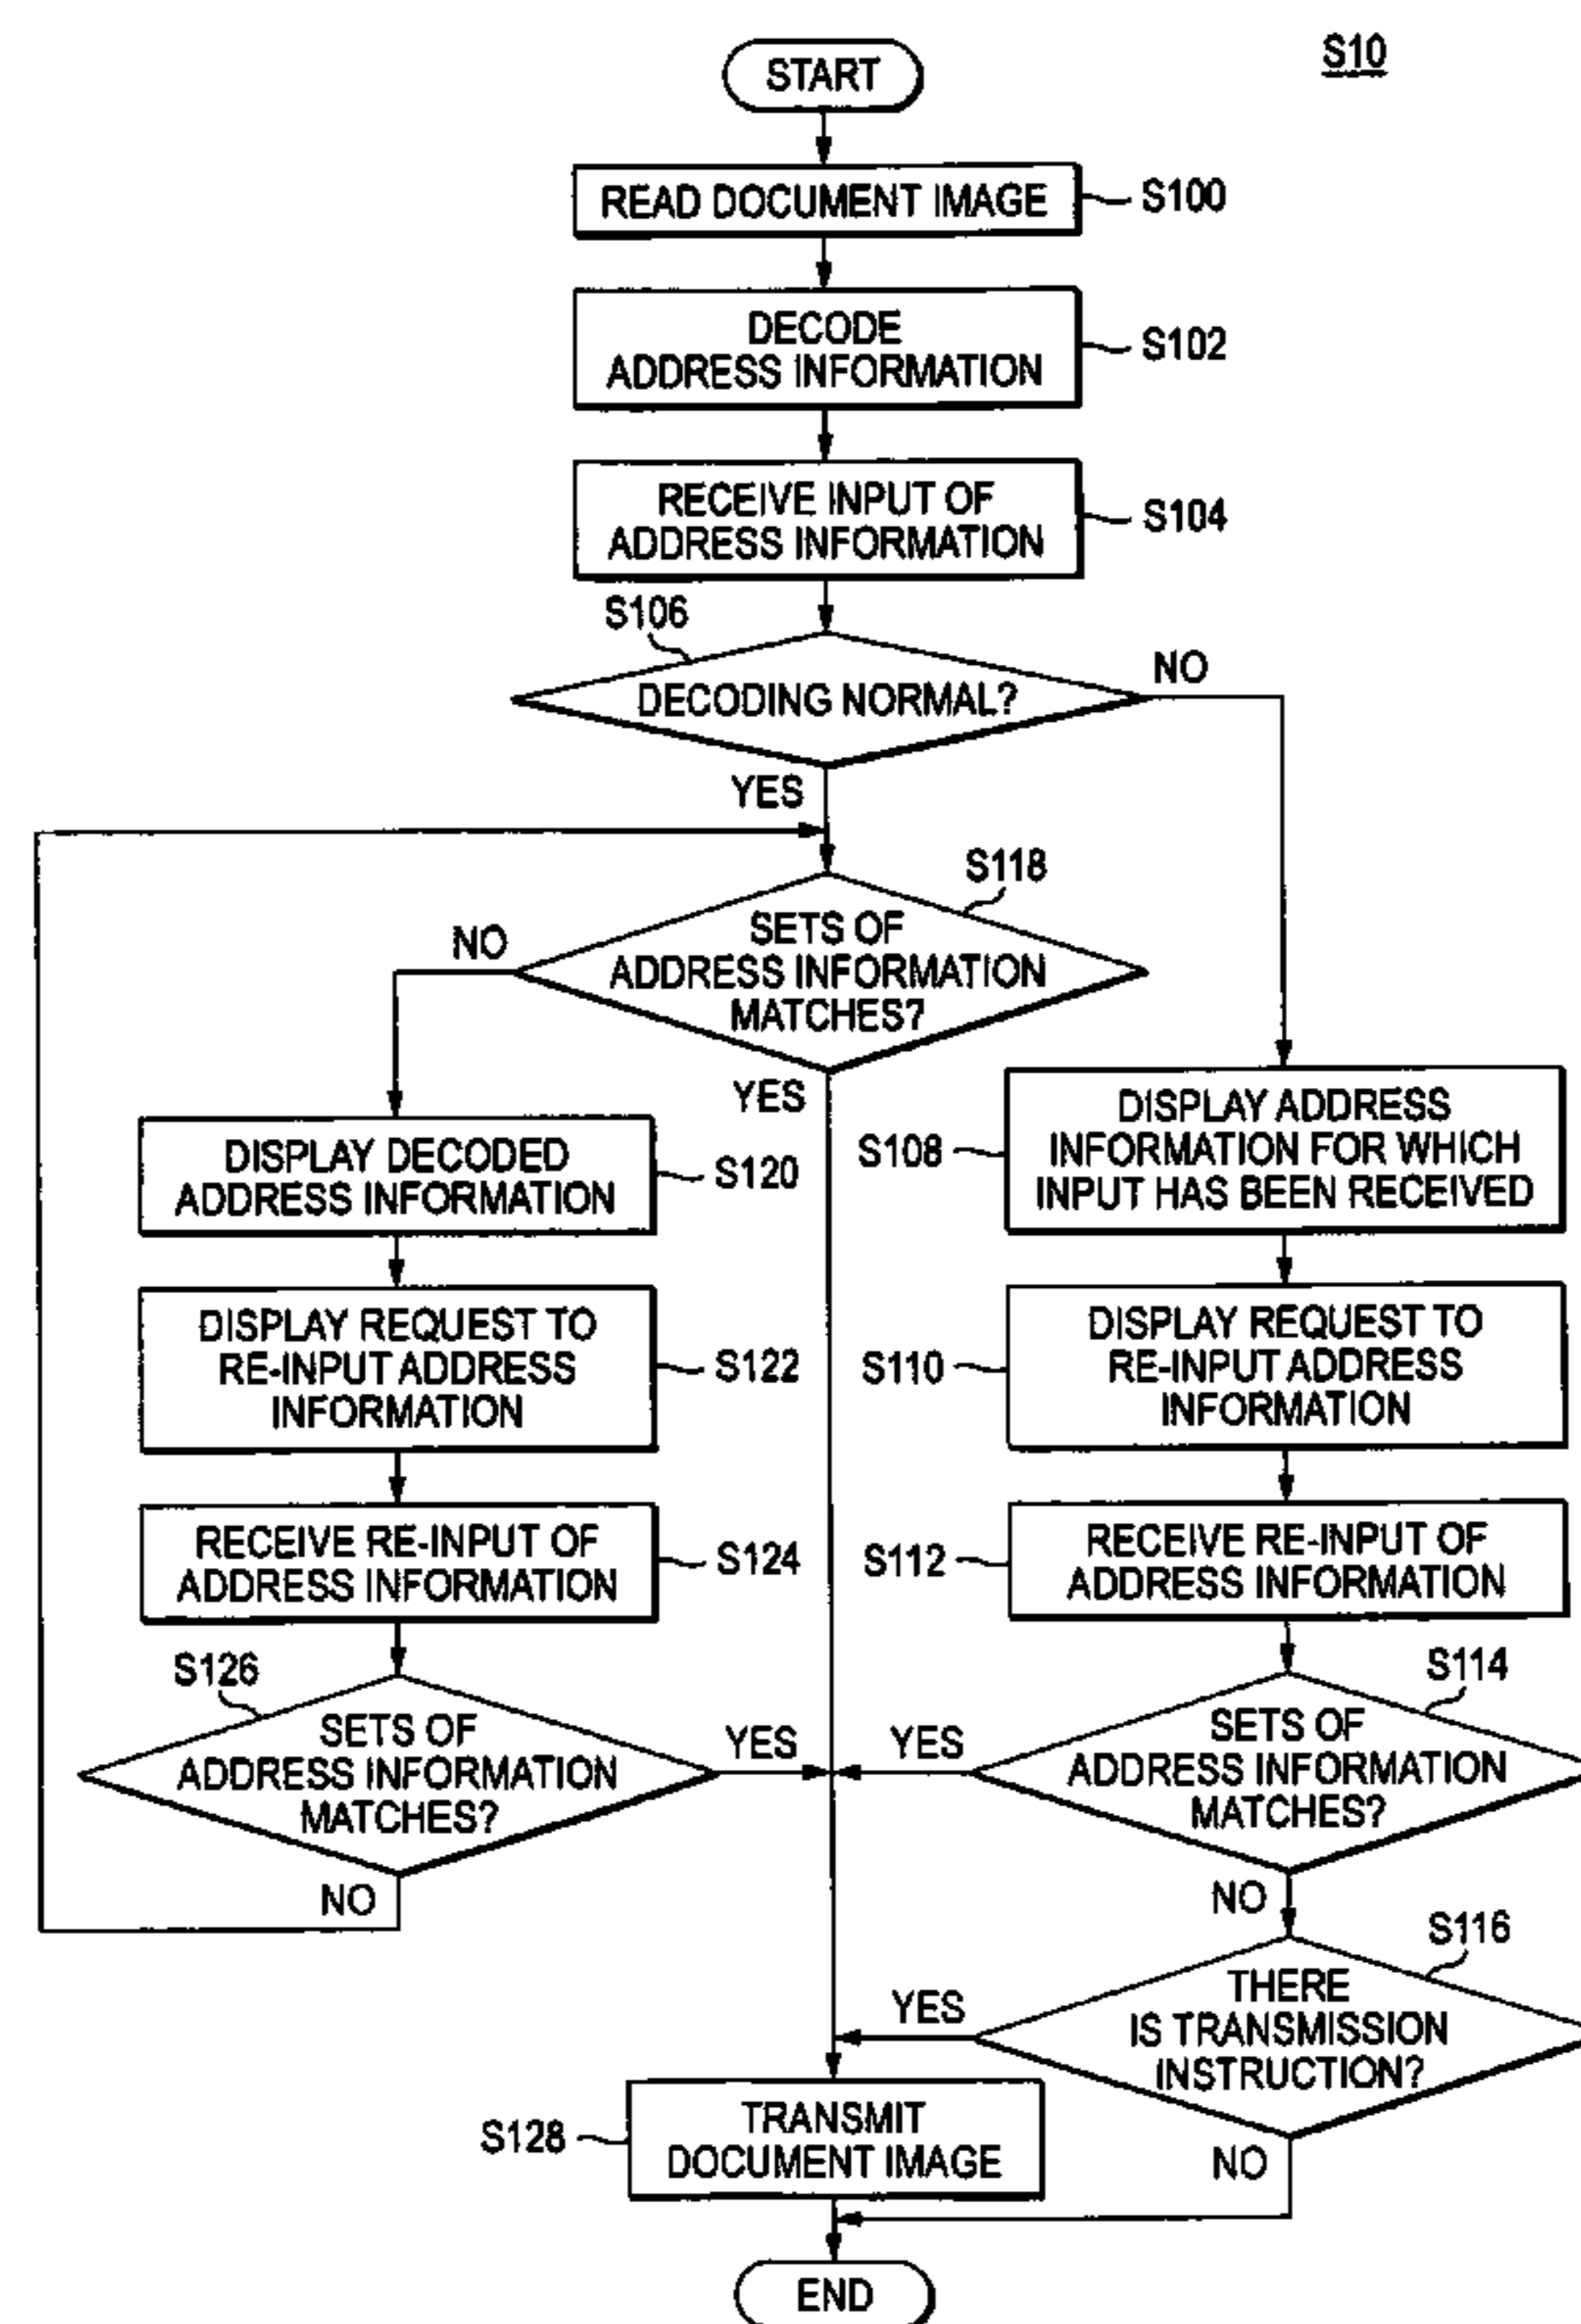 S10
START
READ DOCUMENT IMAGE
S100
DECODE
ADDRESS INFORMATION
S102
RECEIVE INPUT OF
ADDRESS INFORMATION
S104
S106
DECODING NORMAL?
NO
YES
S118
SETS OF
ADDRESS INFORMATION
MATCHES?
NO
YES
DISPLAY DECODED
ADDRESS INFORMATION
S120
DISPLAY REQUEST TO
RE-INPUT ADDRESS
INFORMATION
S122
RECEIVE RE-INPUT OF
ADDRESS INFORMATION
S124
S126
SETS OF
ADDRESS INFORMATION
MATCHES?
YES
NO
S108
DISPLAY ADDRESS
INFORMATION FOR WHICH
INPUT HAS BEEN RECEIVED
S110
DISPLAY REQUEST TO
RE-INPUT ADDRESS
INFORMATION
S112
RECEIVE RE-INPUT OF
ADDRESS INFORMATION
S114
SETS OF
ADDRESS INFORMATION
MATCHES?
YES
NO
S116
THERE
IS TRANSMISSION
INSTRUCTION?
YES
NO
S128
TRANSMIT
DOCUMENT IMAGE
END